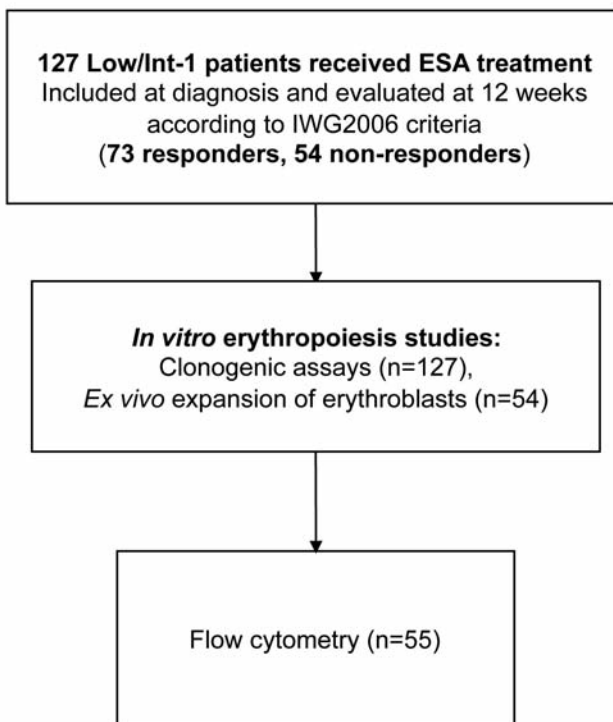 127 Low/Int-1 patients received ESA treatment
Included at diagnosis and evaluated at 12 weeks
according to IWG2006 criteria
(73 responders, 54 non-responders)
In vitro erythropoiesis studies:
Clonogenic assays (n=127),
Ex vivo expansion of erythroblasts (n=54)
Flow cytometry (n=55)